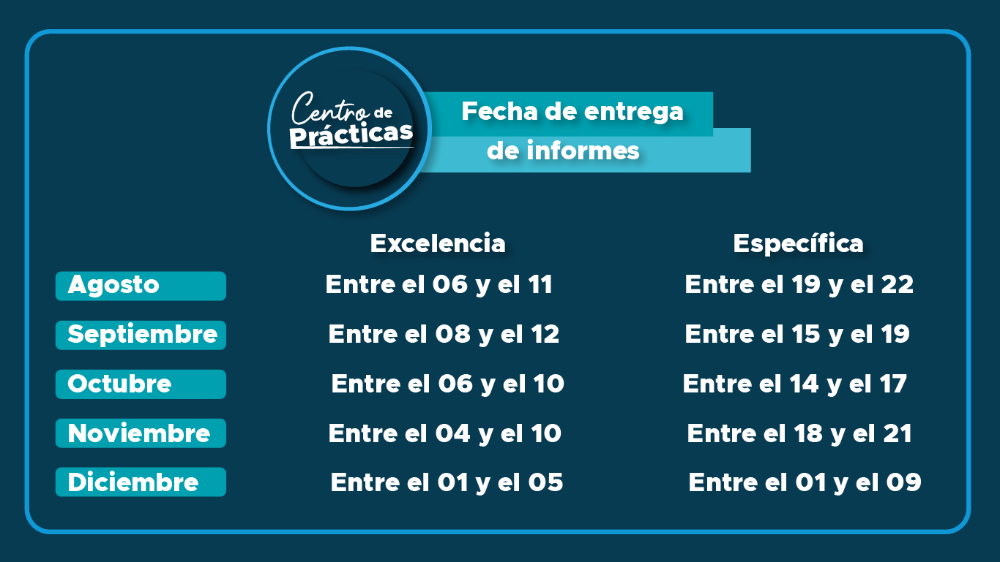 Centro de
Prácticas
Fecha de entrega
de informes
Excelencia Específica
Agosto Entre el 06 y el 11 Entre el 19 y el 22
Septiembre Entre el 08 y el 12 Entre el 15 y el 19
Octubre Entre el 06 y el 10 Entre el 14 y el 17
Noviembre Entre el 04 y el 10 Entre el 18 y el 21
Diciembre Entre el 01 y el 05 Entre el 01 y el 09